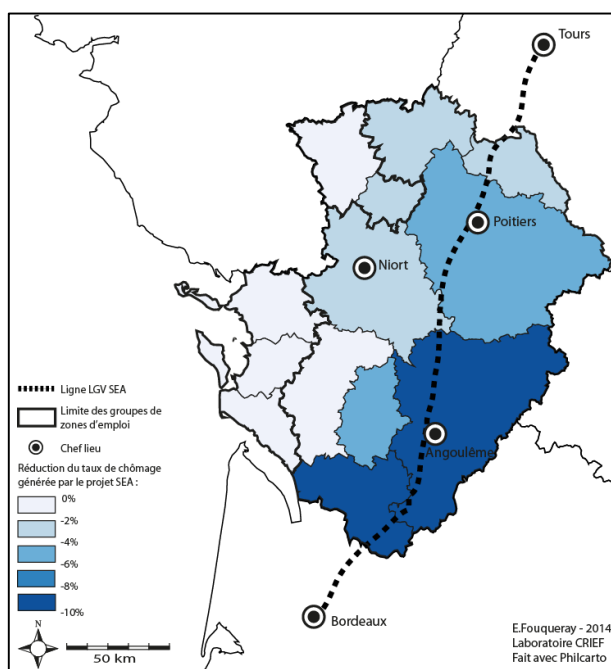 Tours
Poitiers
Niort
Angoulême
Bordeaux
Ligne LGV SEA
Limite des groupes de
zones d'emploi
Chef lieu
Réduction du taux de chômage
générée par le projet SEA :
0%
-2%
-4%
-6%
-8%
-10%
N
50 km
E.Fouqueray - 2014
Laboratoire CRIEF
Fait avec Philcarto